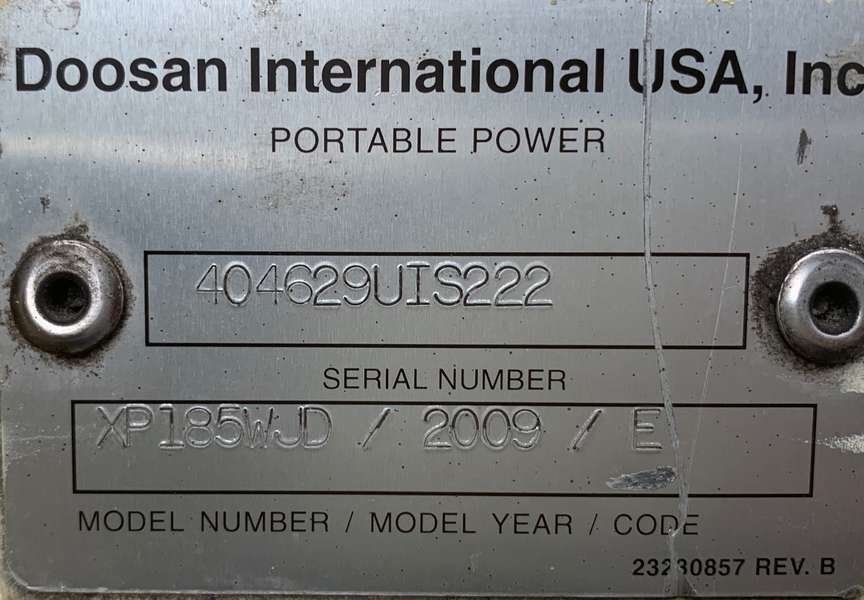 Doosan International USA, Inc
PORTABLE POWER
404629UIS222
SERIAL NUMBER
XP185WJD / 2009 / E
MODEL NUMBER / MODEL YEAR / CODE
23230857 REV. B